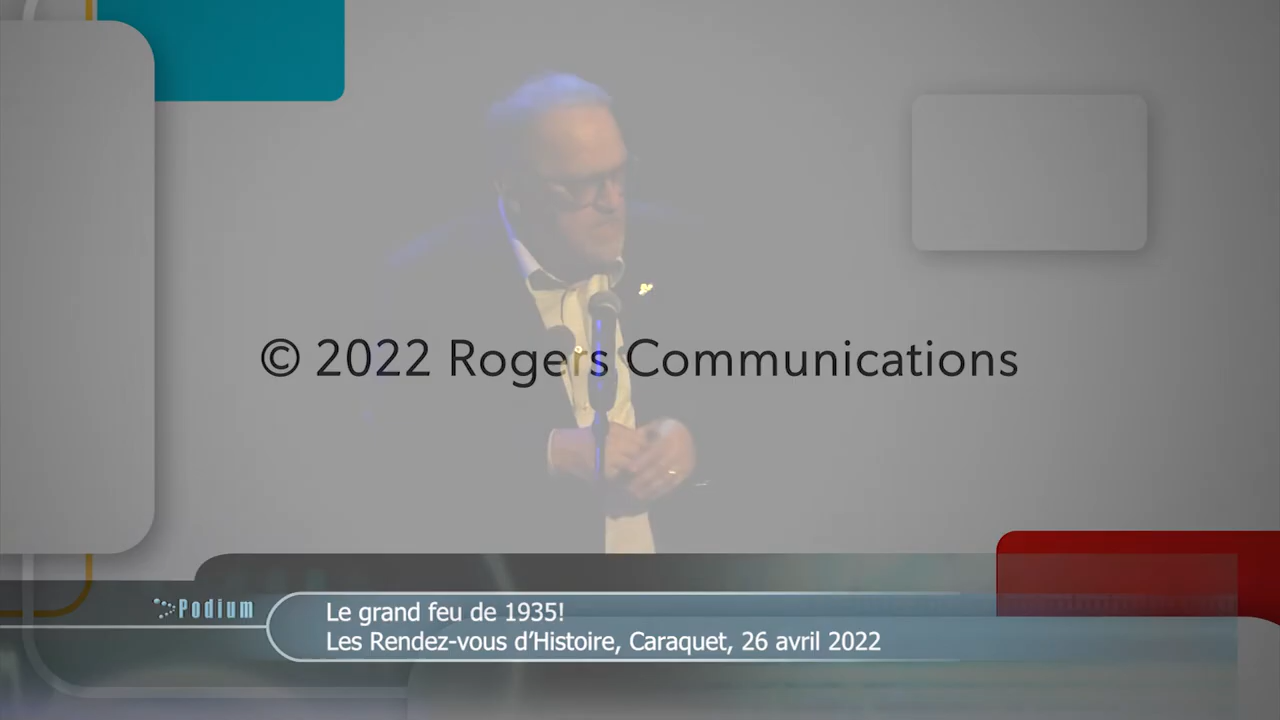 © 2022 Rogers Communications
Podium
Le grand feu de 1935!
Les Rendez-vous d'Histoire, Caraquet, 26 avril 2022